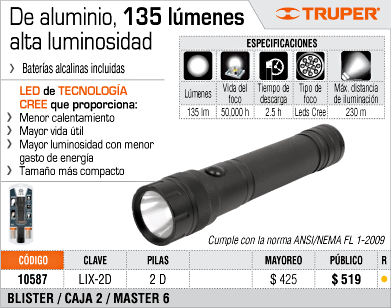 De aluminio, 135 lúmenes
alta luminosidad
TRUPER®
Baterías alcalinas incluidas
LED de TECNOLOGÍA
CREE que proporciona:
Menor calentamiento
Mayor vida útil
Mayor luminosidad con menor
gasto de energía
Tamaño más compacto
ESPECIFICACIONES
Lúmenes Vida del foco Tiempo de descarga Tipo de foco Máx. distancia de iluminación
135 lm 50,000 h 2.5 h Leds Cree 230 m
Cumple con la norma ANSI/NEMA FL 1-2009
CÓDIGO CLAVE PILAS MAYOREO PÚBLICO R
10587 LIX-2D 2 D $ 425 $ 519
BLISTER / CAJA 2 / MASTER 6